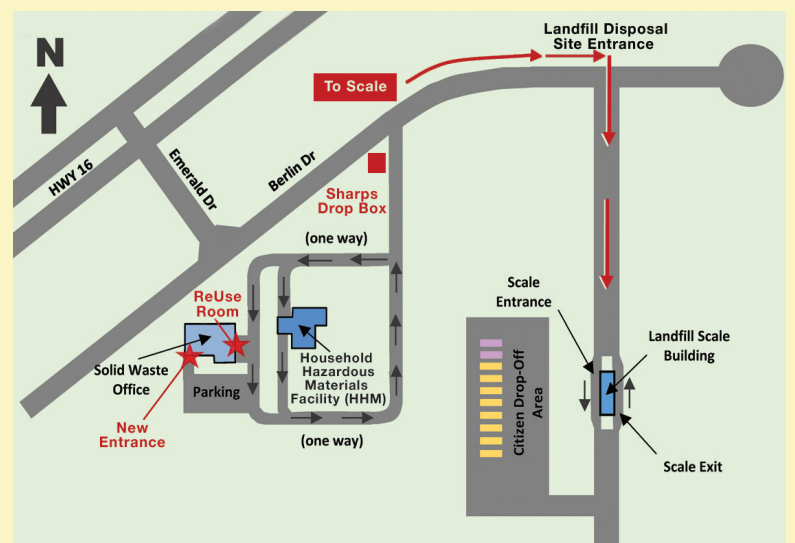 Landfill Disposal
Site Entrance
N
To Scale
HWY 16
Emerald Dr
Berlin Dr
Sharps
Drop Box
(one way)
ReUse
Room
Scale
Entrance
Landfill Scale
Building
Solid Waste
Office
Household
Hazardous
Materials
Facility (HHM)
Parking
Citizen Drop-Off
Area
New
Entrance
(one way)
Scale Exit